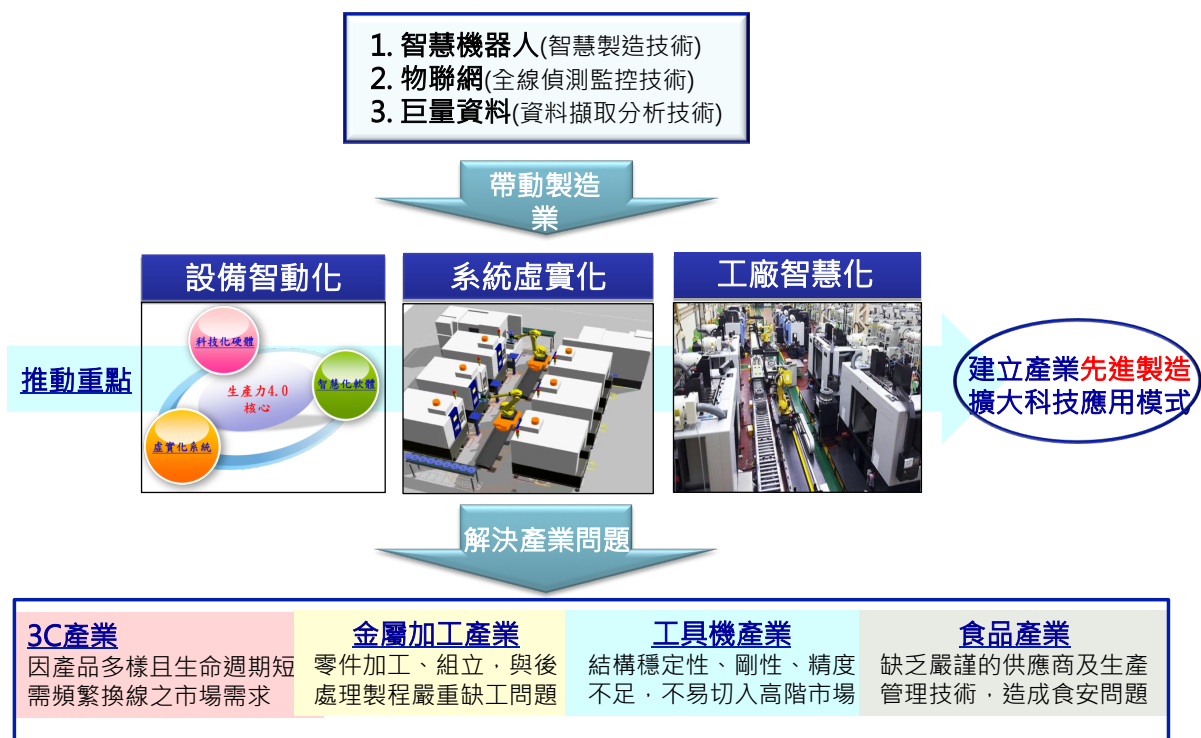 1. 智慧機器人(智慧製造技術)
2. 物聯網(全線偵測監控技術)
3. 巨量資料(資料擷取分析技術)
帶動製造
業
設備智動化
系統虛實化
工廠智慧化
推動重點
科技化硬體
生產力4.0
核心
智慧化軟體
虛實化系統
建立產業先進製造
擴大科技應用模式
解決產業問題
3C產業
因產品多樣且生命週期短
需頻繁換線之市場需求
金屬加工產業
零件加工、組立，與後
處理製程嚴重缺工問題
工具機產業
結構穩定性、剛性、精度
不足，不易切入高階市場
食品產業
缺乏嚴謹的供應商及生產
管理技術，造成食安問題